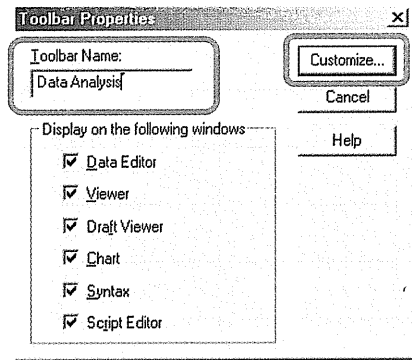 Toolbar Properties
Toolbar Name:
Data Analysis
Customize...
Cancel
Help
Display on the following windows
Data Editor
Viewer
Draft Viewer
Chart
Syntax
Script Editor